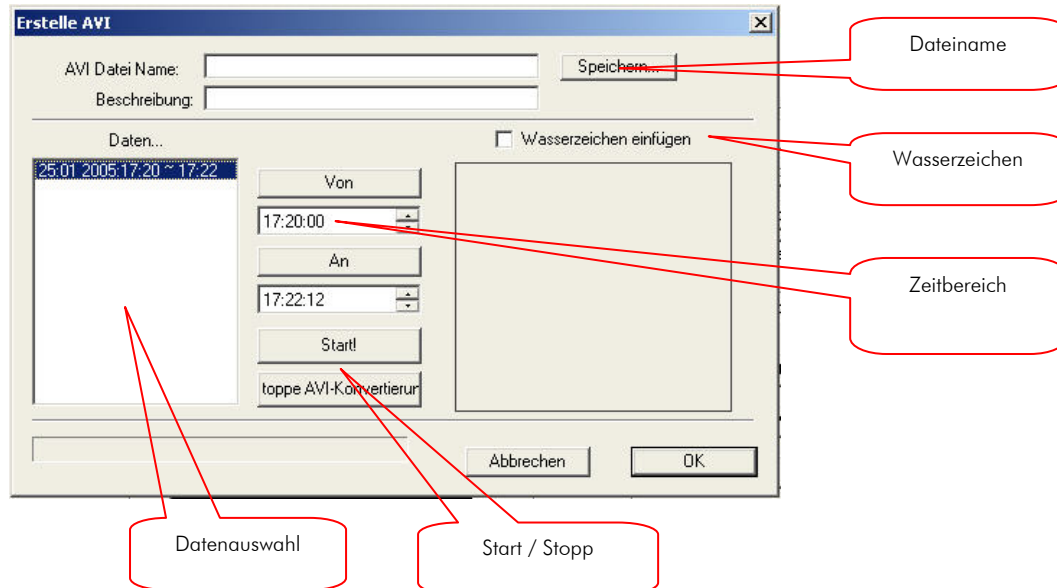 Erstelle AVI
AVI Datei Name:
Speichern...
Dateiname
Beschreibung:
Daten...
Wasserzeichen einfügen
Wasserzeichen
25:01 2005:17:20 ~ 17:22
Von
17:20:00
An
Zeitbereich
17:22:12
Start!
toppe AVI-Konvertierun
Abbrechen
OK
Datenauswahl
Start / Stopp